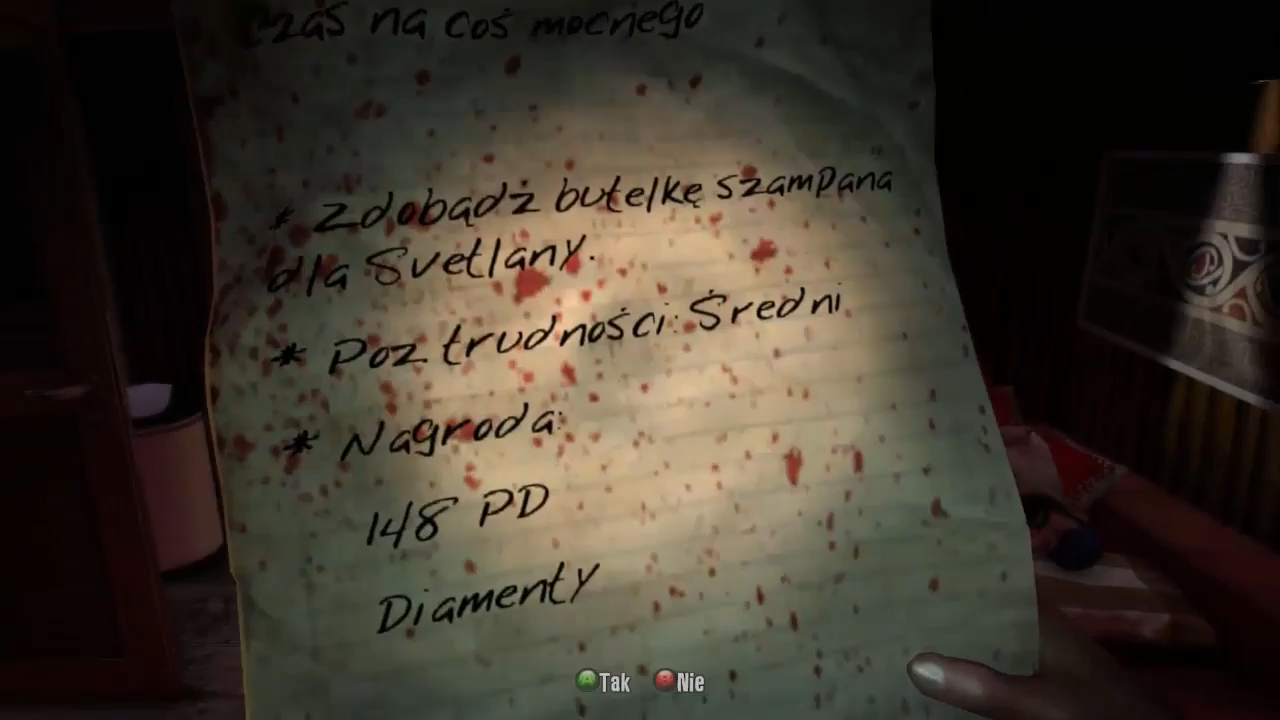 Czas na coś mocnego
* Zdobądź butelkę szampana
dla Svetlany.
* Poz trudności: Średni
* Nagroda:
148 PD
Diamenty
A Tak B Nie